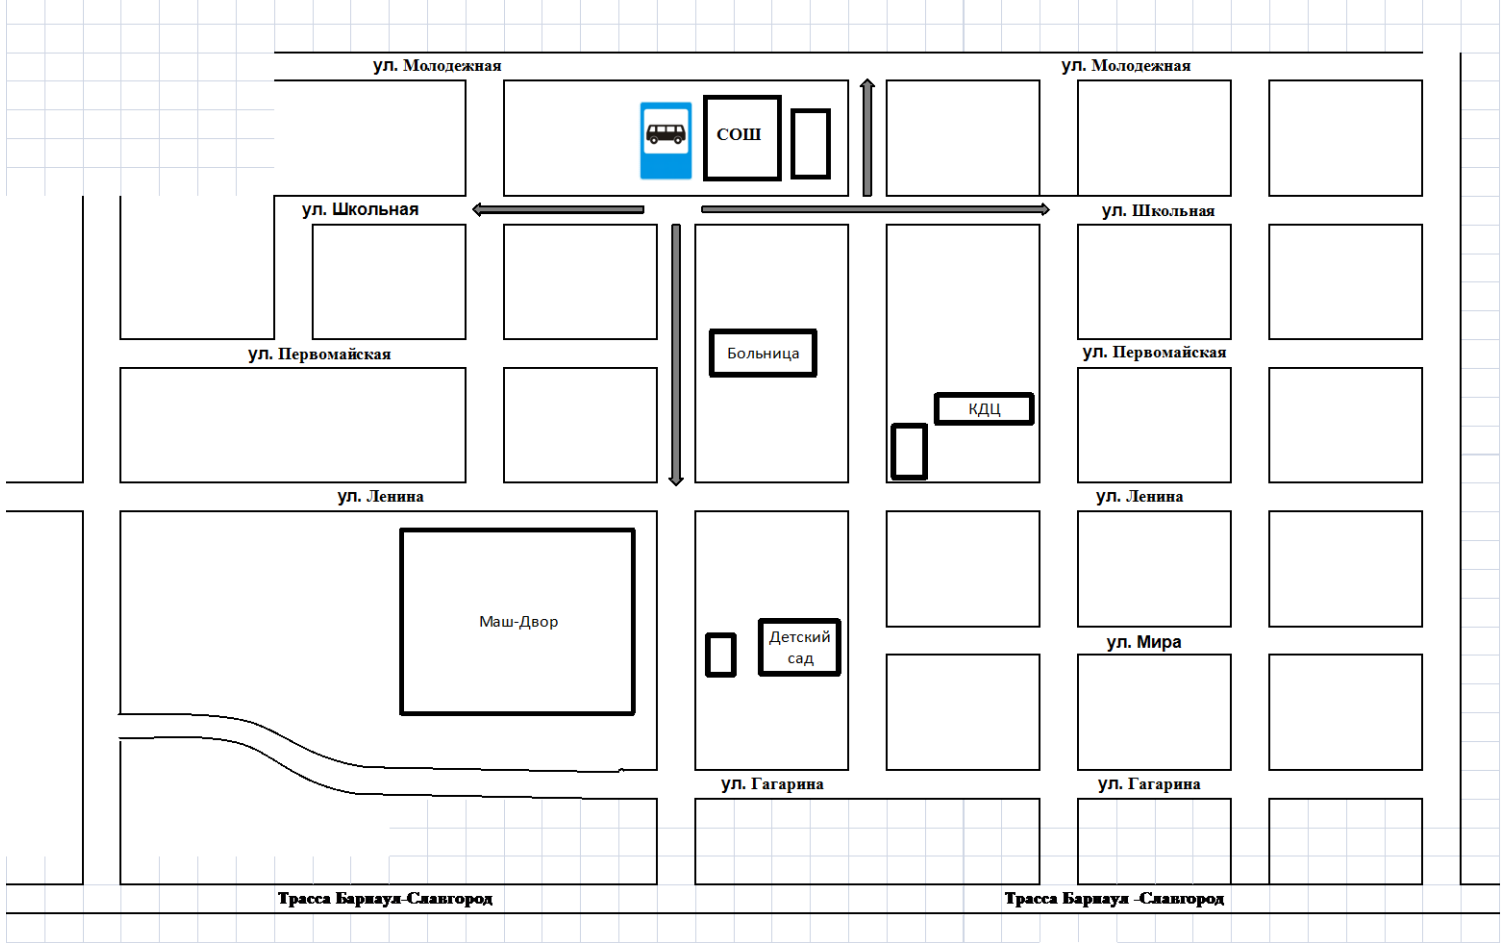 ул. Молодежная
ул. Молодежная
СОШ
ул. Школьная
ул. Школьная
ул. Первомайская
Больница
ул. Первомайская
КДЦ
ул. Ленина
ул. Ленина
Маш-Двор
Детский
сад
ул. Мира
ул. Гагарина
ул. Гагарина
Трасса Барнаул-Славгород
Трасса Барнаул -Славгород